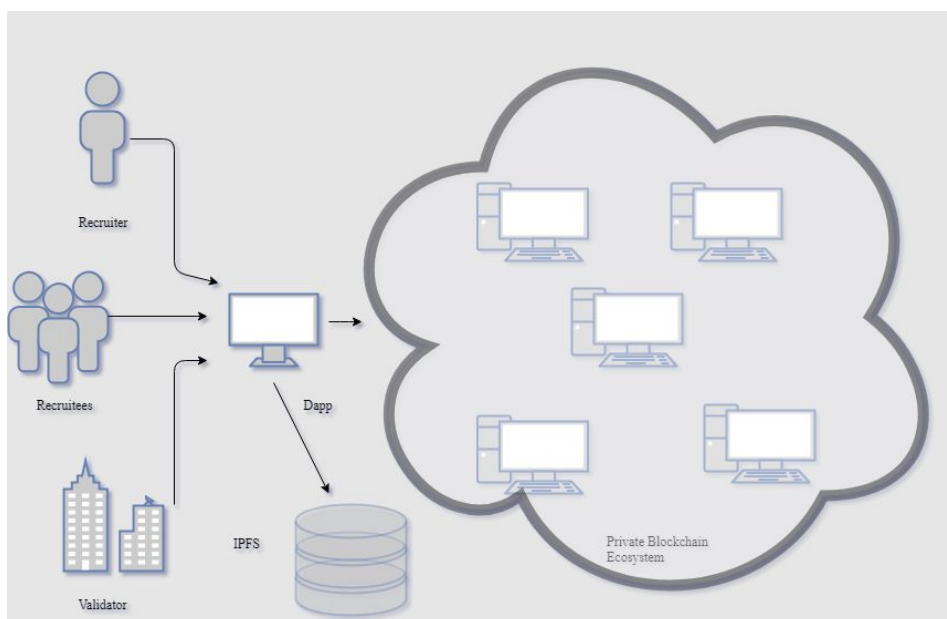 Recruiter
Recruitees
Dapp
IPFS
Private Blockchain
Ecosystem
Validator